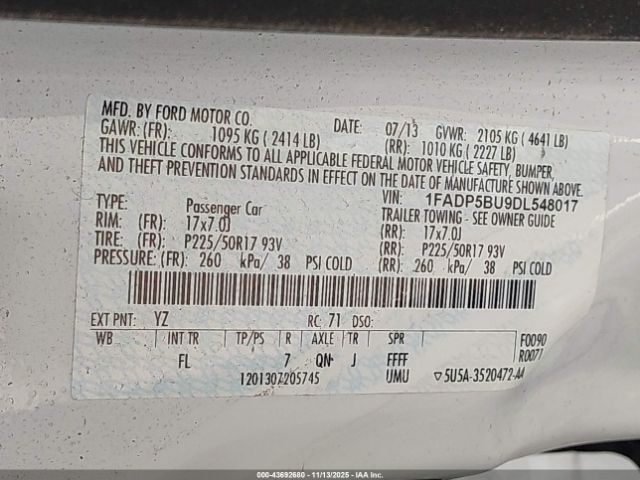 MFD. BY FORD MOTOR CO. DATE: 07/13 GVWR: 2105 KG ( 4641 LB)
GAWR: (FR): 1095 KG ( 2414 LB) (RR): 1010 KG ( 2227 LB)
THIS VEHICLE CONFORMS TO ALL APPLICABLE FEDERAL MOTOR VEHICLE SAFETY, BUMPER,
AND THEFT PREVENTION STANDARDS IN EFFECT ON THE DATE OF MANUFACTURE SHOWN ABOVE.
VIN: 1FADP5BU9DL548017
TYPE: Passenger Car TRAILER TOWING - SEE OWNER GUIDE.
RIM: (FR) 17x7.0J (RR): 17x7.0J
TIRE: (FR): P225/50R17 93V (RR): P225/50R17 93V
PRESSURE: (FR) 260 kPa/ 38 PSI COLD (RR): 260 kPa/ 38 PSI COLD
EXT PNT: YZ RC: 71 DSO:
WB INT TR TP/PS R AXLE TR SPR F0090
FL 7 QN J FFFF
1201307205745 UMU
000-43692680 - 11/13/2025 - IAA CORP